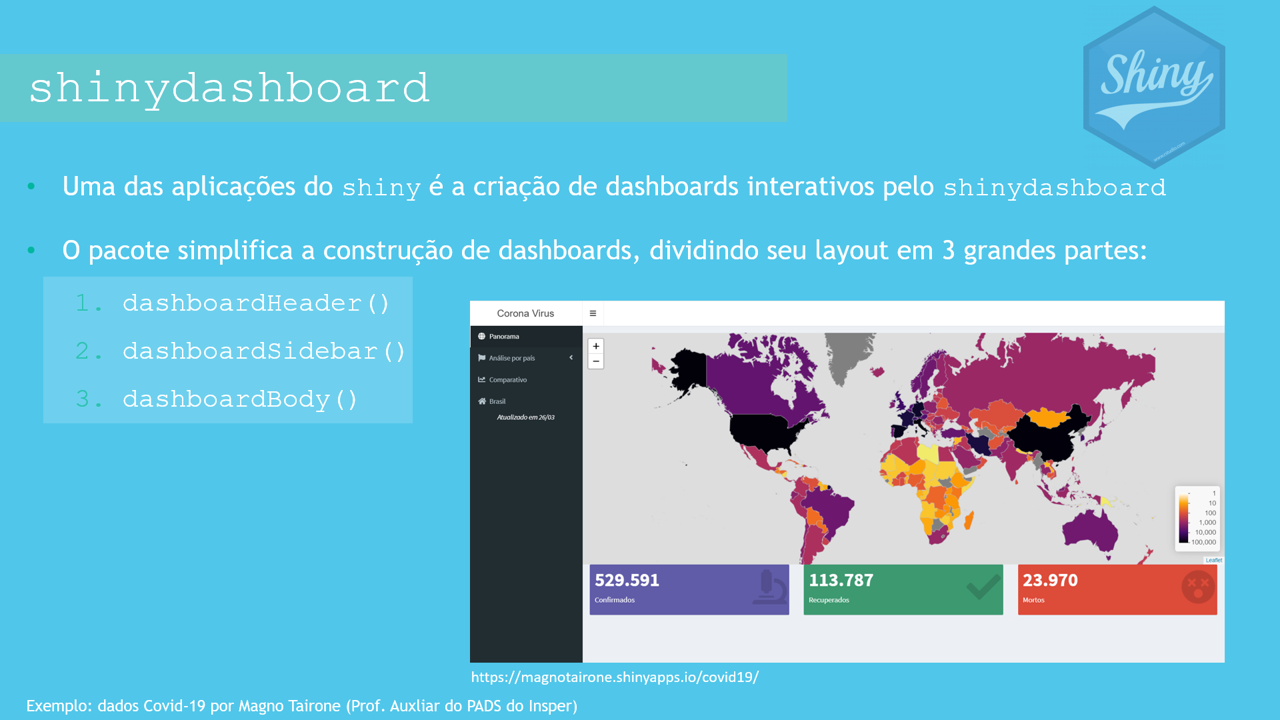 Shiny
shinydashboard
• Uma das aplicações do shiny é a criação de dashboards interativos pelo shinydashboard
• O pacote simplifica a construção de dashboards, dividindo seu layout em 3 grandes partes:
1. dashboardHeader()
2. dashboardSidebar()
3. dashboardBody()
Corona Virus
Panorama
Análise por país
Comparativo
Brasil
Atualizado em 26/03
+
−
1
10
100
1,000
10,000
100,000
Leaflet
529.591
Confirmados
113.787
Recuperados
23.970
Mortos
https://magnotairone.shinyapps.io/covid19/
Exemplo: dados Covid-19 por Magno Tairone (Prof. Auxliar do PADS do Insper)